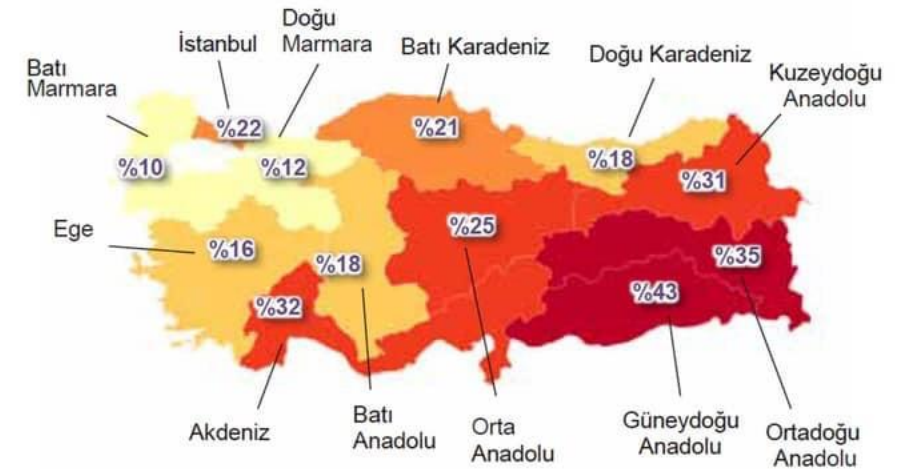 Doğu
Marmara
İstanbul
Batı Karadeniz
Doğu Karadeniz
Kuzeydoğu
Anadolu
Batı
Marmara
%22
%21
%10
%12
%18
%31
Ege
%16
%18
%25
%35
%32
%43
Akdeniz
Batı
Anadolu
Orta
Anadolu
Güneydoğu
Anadolu
Ortadoğu
Anadolu